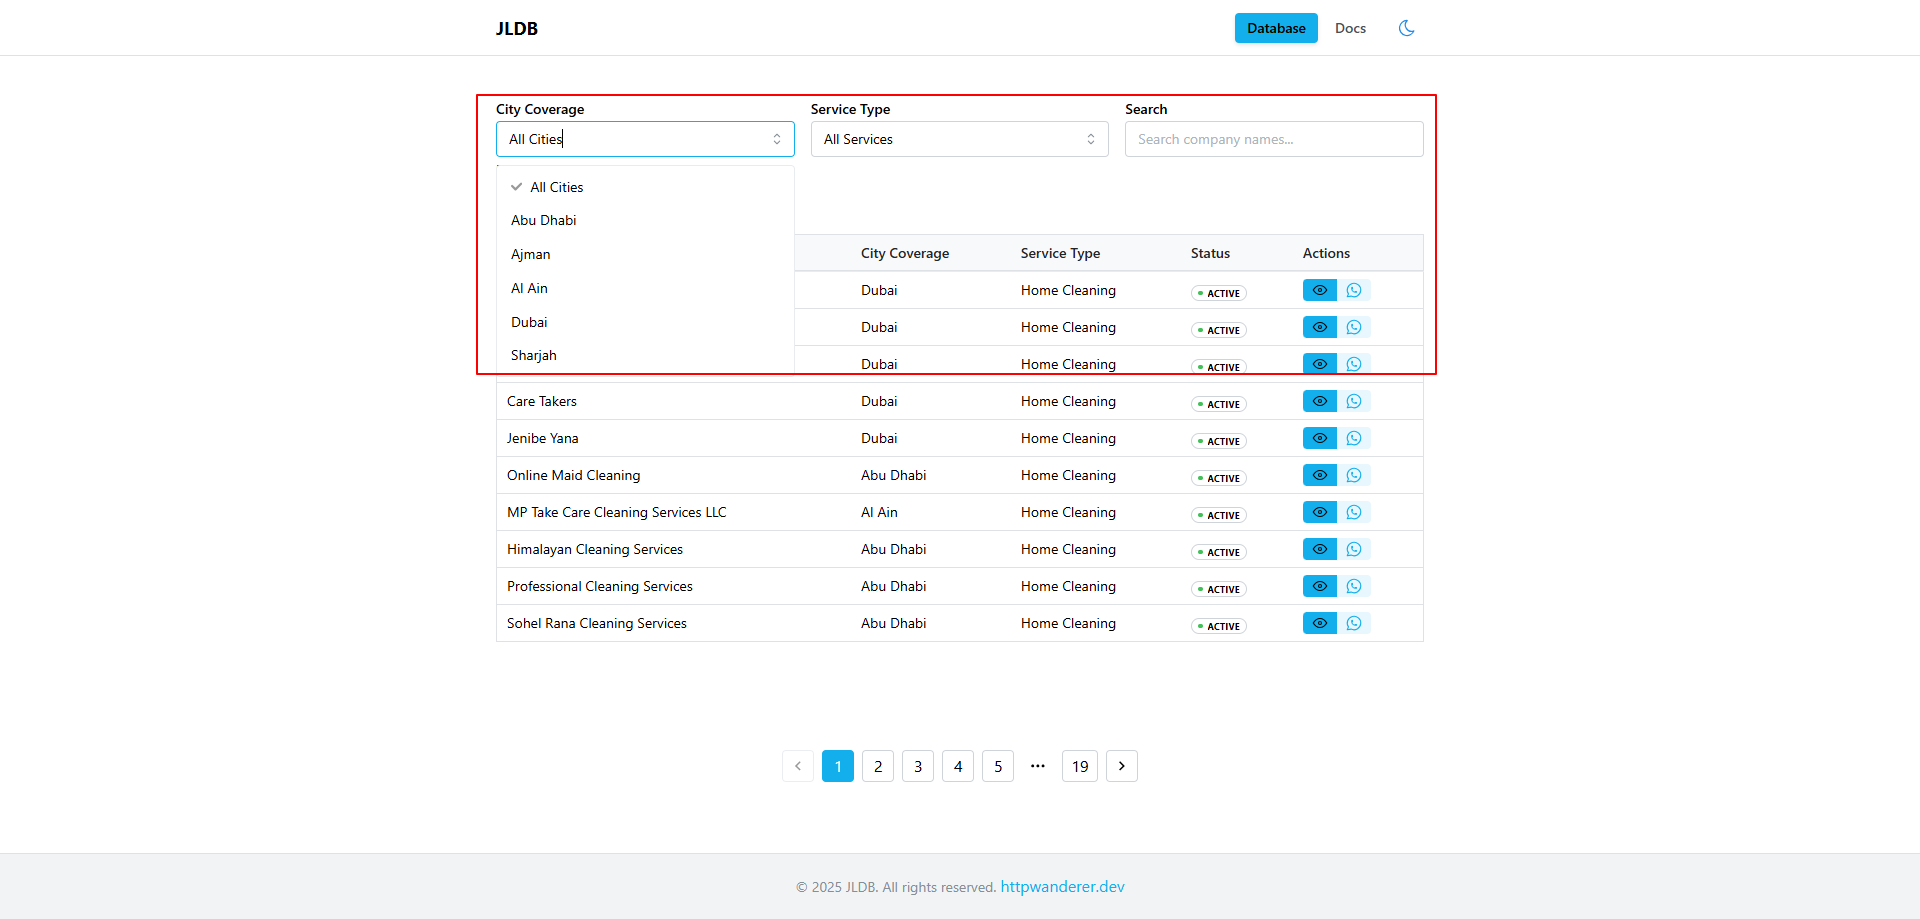 JLDB
Database Docs
City Coverage Service Type Search
All Cities All Services Search company names...
All Cities
Abu Dhabi
Ajman
Al Ain
Dubai
Sharjah
City Coverage Service Type Status Actions
Dubai Home Cleaning ACTIVE
Dubai Home Cleaning ACTIVE
Dubai Home Cleaning ACTIVE
Care Takers Dubai Home Cleaning ACTIVE
Jenibe Yana Dubai Home Cleaning ACTIVE
Online Maid Cleaning Abu Dhabi Home Cleaning ACTIVE
MP Take Care Cleaning Services LLC Al Ain Home Cleaning ACTIVE
Himalayan Cleaning Services Abu Dhabi Home Cleaning ACTIVE
Professional Cleaning Services Abu Dhabi Home Cleaning ACTIVE
Sohel Rana Cleaning Services Abu Dhabi Home Cleaning ACTIVE
1 2 3 4 5 ··· 19
© 2025 JLDB. All rights reserved. httpwanderer.dev